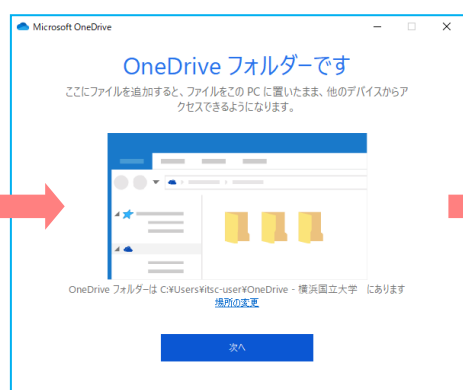 Microsoft OneDrive
OneDrive フォルダーです
ここにファイルを追加すると、ファイルをこの PC に置いたまま、他のデバイスからア
クセスできるようになります。
OneDrive フォルダーは C:¥Users¥itsc-user¥OneDrive - 横浜国立大学 にあります
場所の変更
次へ